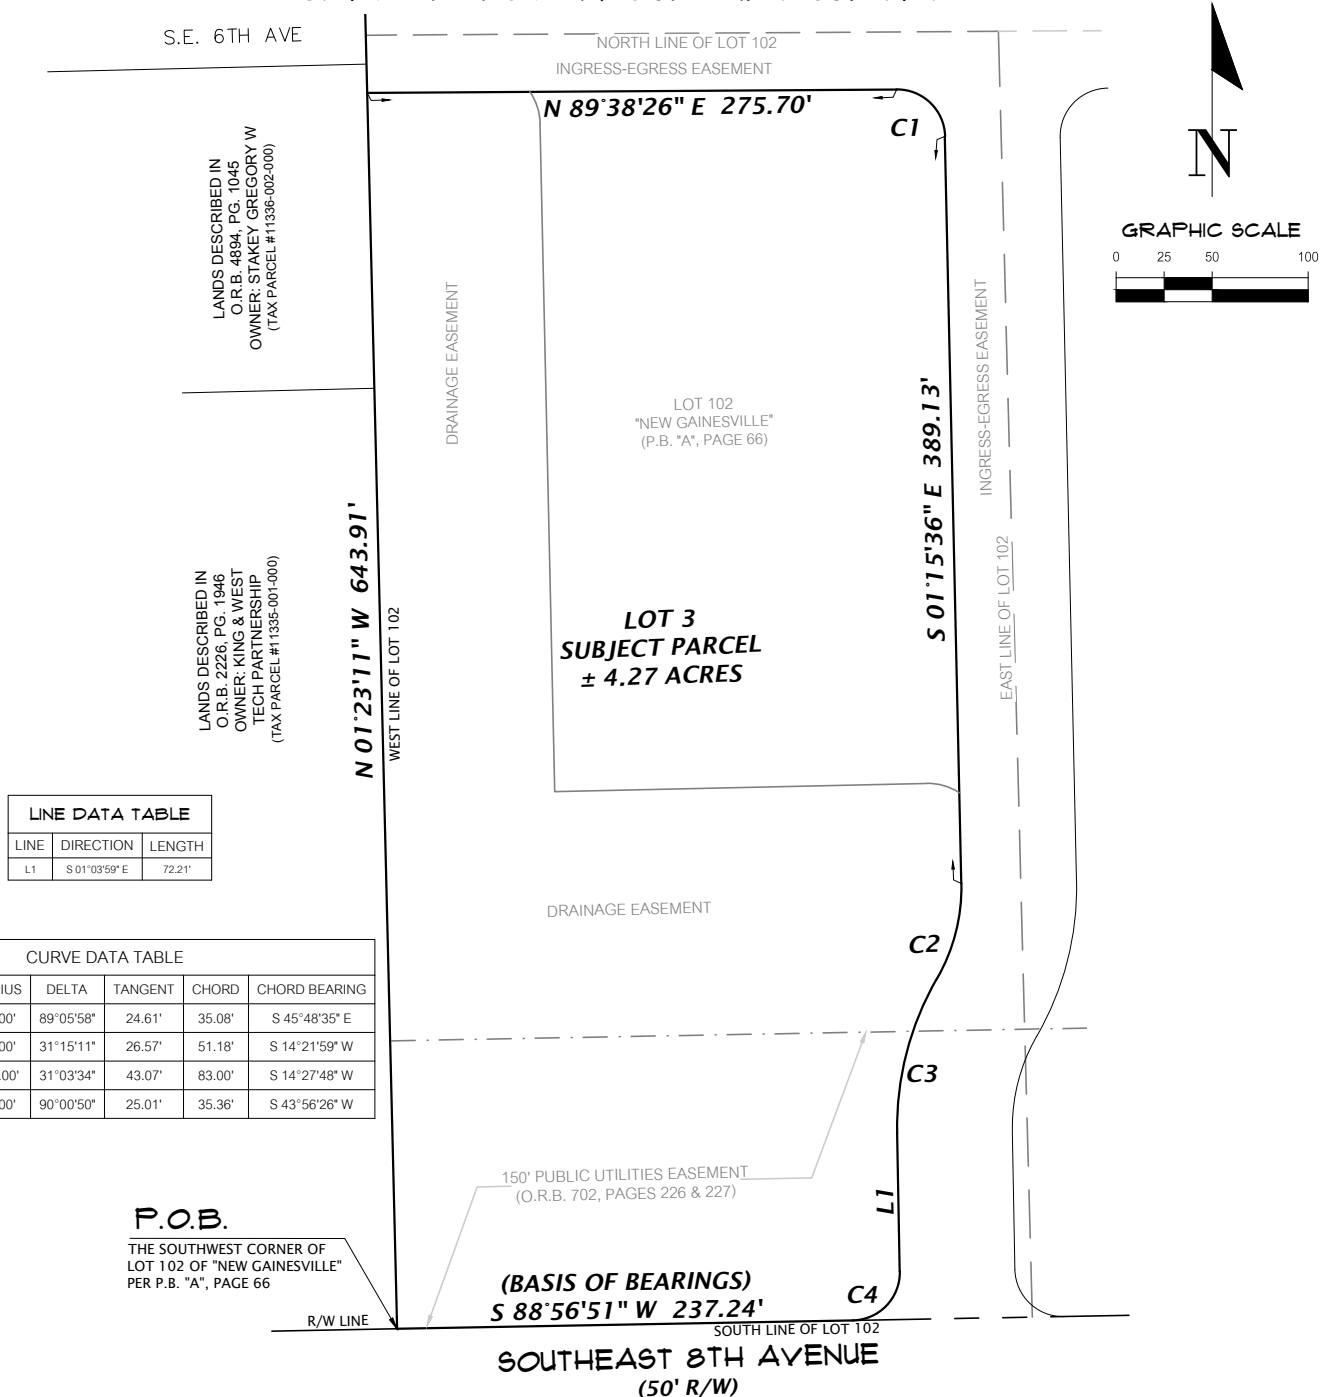 S.E. 6TH AVE
NORTH LINE OF LOT 102
INGRESS-EGRESS EASEMENT
N 89°38'26" E 275.70'
C1
N
GRAPHIC SCALE
0 25 50 100
LANDS DESCRIBED IN
O.R.B. 4894, PG. 1045
OWNER: STAKEY GREGORY W
(TAX PARCEL #11336-002-000)
DRAINAGE EASEMENT
LOT 102
"NEW GAINESVILLE"
(P.B. "A", PAGE 66)
S 01°15'36" E 389.13'
INGRESS-EGRESS EASEMENT
EAST LINE OF LOT 102
N 01°23'11" W 643.91'
WEST LINE OF LOT 102
LANDS DESCRIBED IN
O.R.B. 2226, PG. 1946
OWNER: KING & WEST
TECH PARTNERSHIP
(TAX PARCEL #11335-001-000)
LOT 3
SUBJECT PARCEL
± 4.27 ACRES
LINE DATA TABLE
LINE DIRECTION LENGTH
L1 S 01°03'59" E 72.21'
DRAINAGE EASEMENT
C2
CURVE DATA TABLE
IUS DELTA TANGENT CHORD CHORD BEARING
00' 89°05'58" 24.61' 35.08' S 45°48'35" E
00' 31°15'11" 26.57' 51.18' S 14°21'59" W
.00' 31°03'34" 43.07' 83.00' S 14°27'48" W
00' 90°00'50" 25.01' 35.36' S 43°56'26" W
C3
150' PUBLIC UTILITIES EASEMENT
(O.R.B. 702, PAGES 226 & 227)
L1
P.O.B.
THE SOUTHWEST CORNER OF
LOT 102 OF "NEW GAINESVILLE"
PER P.B. "A", PAGE 66
(BASIS OF BEARINGS)
S 88°56'51" W 237.24'
C4
R/W LINE
SOUTH LINE OF LOT 102
SOUTHEAST 8TH AVENUE
(50' R/W)